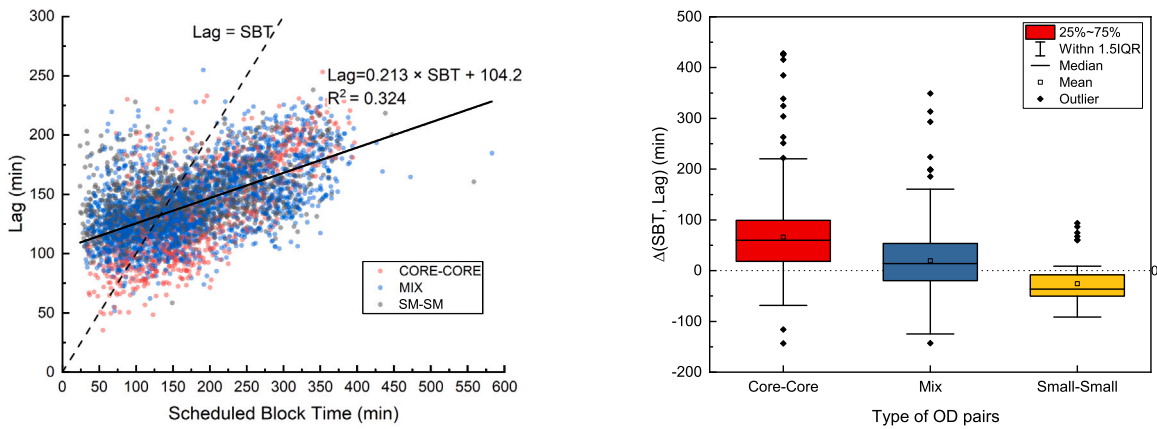 300
250
200
150
100
50
0
Lag (min)
Lag = SBT
Lag=0.213 × SBT + 104.2
R² = 0.324
CORE-CORE
MIX
SM-SM
0 50 100 150 200 250 300 350 400 450 500 550 600
Scheduled Block Time (min)
500
400
300
200
100
0
-100
-200
Δ(SBT, Lag) (min)
25%~75%
Withn 1.5IQR
Median
Mean
Outlier
0
Core-Core Mix Small-Small
Type of OD pairs